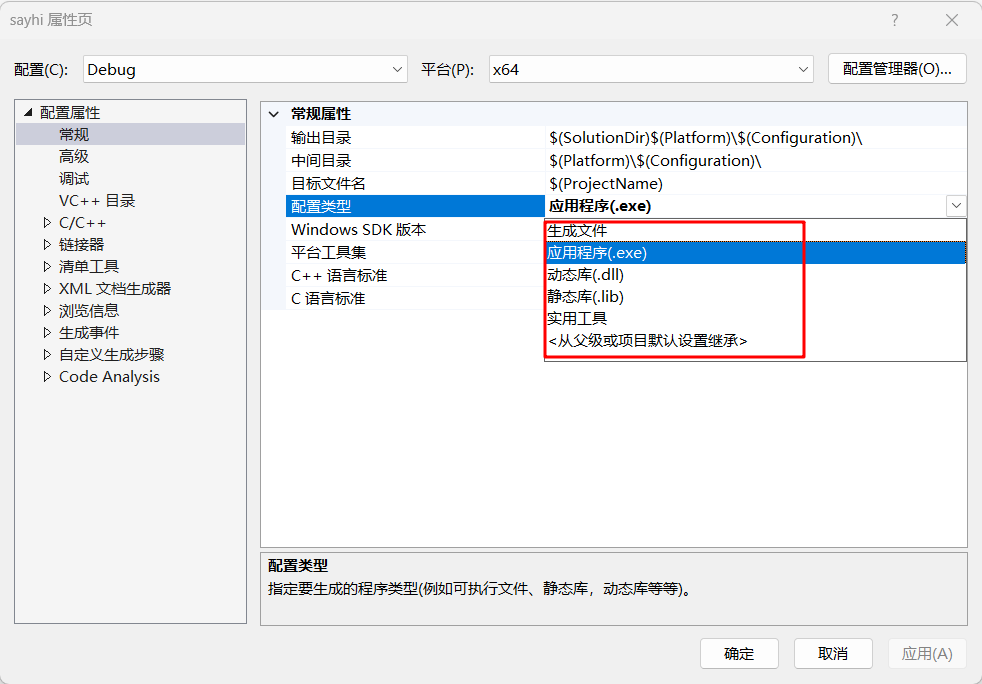 sayhi 属性页
配置(C): Debug 平台(P): x64 配置管理器(O)...
配置属性
常规
高级
调试
VC++ 目录
C/C++
链接器
清单工具
XML 文档生成器
浏览信息
生成事件
自定义生成步骤
Code Analysis
常规属性
输出目录 $(SolutionDir)$(Platform)\$(Configuration)\
中间目录 $(Platform)\$(Configuration)\
目标文件名 $(ProjectName)
配置类型 应用程序(.exe)
Windows SDK 版本
平台工具集
C++ 语言标准
C 语言标准
生成文件
应用程序(.exe)
动态库(.dll)
静态库(.lib)
实用工具
<从父级或项目默认设置继承>
配置类型
指定要生成的程序类型(例如可执行文件、静态库，动态库等等)。
确定 取消 应用(A)